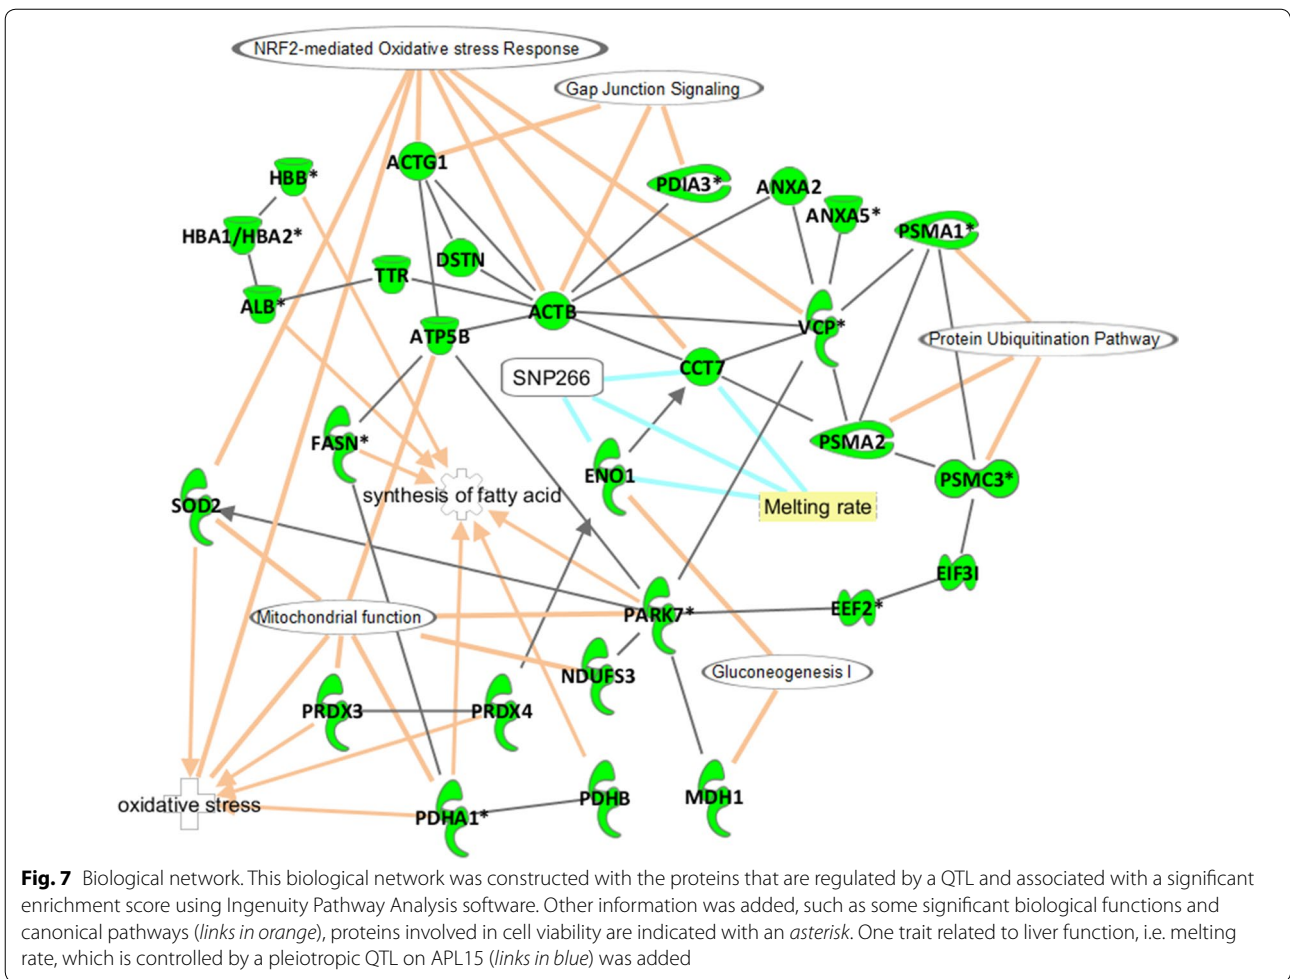 NRF2-mediated Oxidative stress Response
Gap Junction Signaling
ACTG1
HBB*
PDIA3*
ANXA2
ANXA5*
PSMA1*
HBA1/HBA2*
DSTN
TTR
ALB*
ACTB
VCP*
ATP5B
Protein Ubiquitination Pathway
CCT7
SNP266
FASN*
PSMA2
ENO1
PSMC3*
synthesis of fatty acid
SOD2
Melting rate
EIF3I
EEF2*
Mitochondrial function
PARK7*
NDUFS3
Gluconeogenesis I
PRDX3
PRDX4
oxidative stress
PDHA1*
PDHB
MDH1
Fig. 7 Biological network. This biological network was constructed with the proteins that are regulated by a QTL and associated with a significant
enrichment score using Ingenuity Pathway Analysis software. Other information was added, such as some significant biological functions and
canonical pathways (links in orange), proteins involved in cell viability are indicated with an asterisk. One trait related to liver function, i.e. melting
rate, which is controlled by a pleiotropic QTL on APL15 (links in blue) was added